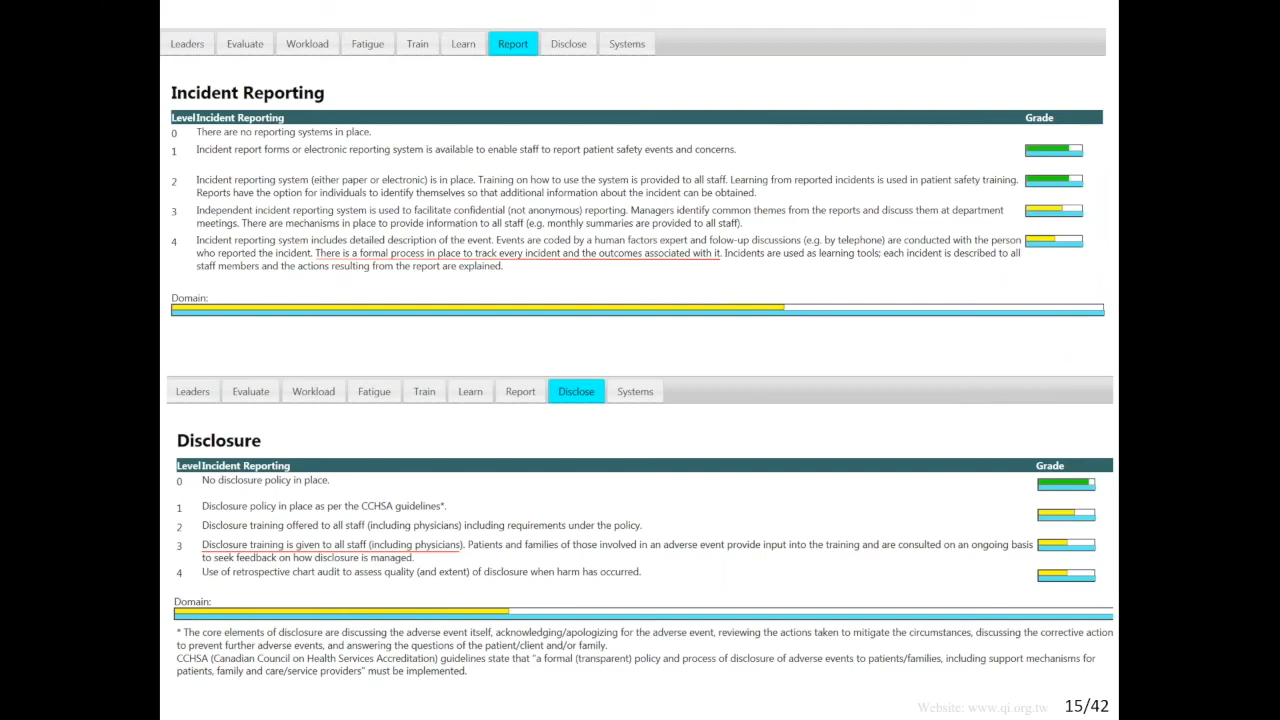 Leaders Evaluate Workload Fatigue Train Learn Report Disclose Systems
Incident Reporting
Level Incident Reporting Grade
0 There are no reporting systems in place.
1 Incident report forms or electronic reporting system is available to enable staff to report patient safety events and concerns.
2 Incident reporting system (either paper or electronic) is in place. Training on how to use the system is provided to all staff. Learning from reported incidents is used in patient safety training.
Reports have the option for individuals to identify themselves so that additional information about the incident can be obtained.
3 Independent incident reporting system is used to facilitate confidential (not anonymous) reporting. Managers identify common themes from the reports and discuss them at department
meetings. There are mechanisms in place to provide information to all staff (e.g. monthly summaries are provided to all staff).
4 Incident reporting system includes detailed description of the event. Events are coded by a human factors expert and folow-up discussions (e.g. by telephone) are conducted with the person
who reported the incident. There is a formal process in place to track every incident and the outcomes associated with it. Incidents are used as learning tools; each incident is described to all
staff members and the actions resulting from the report are explained.
Domain:
Leaders Evaluate Workload Fatigue Train Learn Report Disclose Systems
Disclosure
Level Incident Reporting Grade
0 No disclosure policy in place.
1 Disclosure policy in place as per the CCHSA guidelines*.
2 Disclosure training offered to all staff (including physicians) including requirements under the policy.
3 Disclosure training is given to all staff (including physicians). Patients and families of those involved in an adverse event provide input into the training and are consulted on an ongoing basis
to seek feedback on how disclosure is managed.
4 Use of retrospective chart audit to assess quality (and extent) of disclosure when harm has occurred.
Domain:
* The core elements of disclosure are discussing the adverse event itself, acknowledging/apologizing for the adverse event, reviewing the actions taken to mitigate the circumstances, discussing the corrective action
to prevent further adverse events, and answering the questions of the patient/client and/or family.
CCHSA (Canadian Council on Health Services Accreditation) guidelines state that "a formal (transparent) policy and process of disclosure of adverse events to patients/families, including support mechanisms for
patients, family and care/service providers" must be implemented.
Website: www.qi.org.tw 15/42